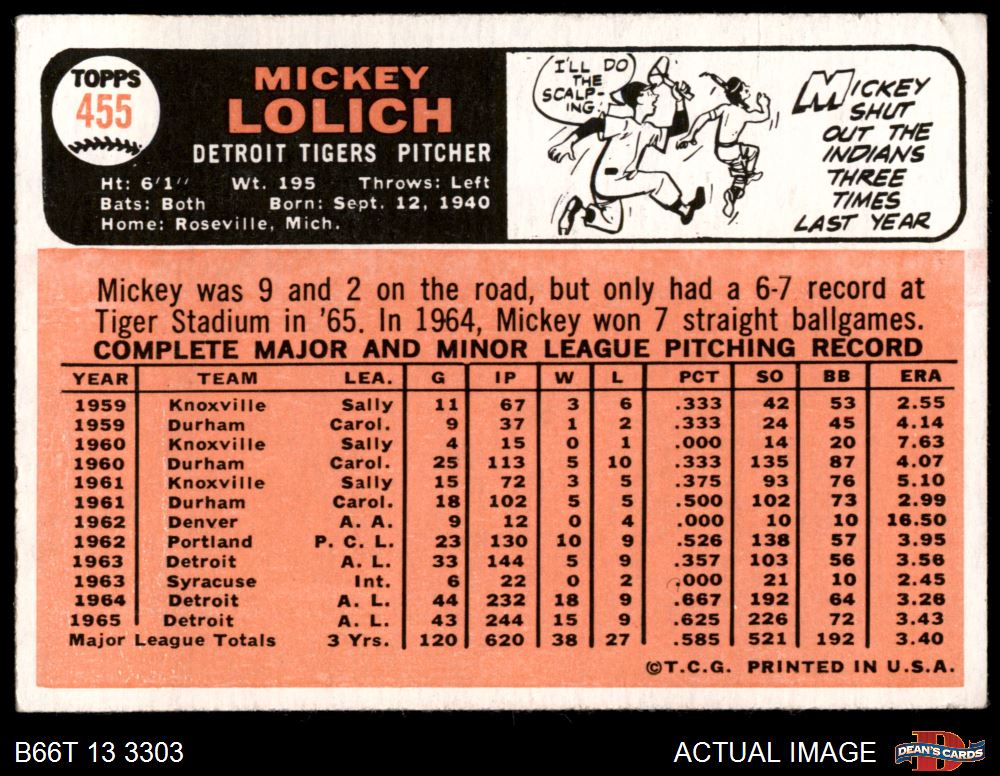 TOPPS
455
MICKEY
LOLICH
DETROIT TIGERS PITCHER
Ht: 6'1" Wt. 195 Throws: Left
Bats: Both Born: Sept. 12, 1940
Home: Roseville, Mich.
I'LL DO
THE
SCALP-
ING!
MICKEY
SHUT
OUT THE
INDIANS
THREE
TIMES
LAST YEAR
Mickey was 9 and 2 on the road, but only had a 6-7 record at
Tiger Stadium in '65. In 1964, Mickey won 7 straight ballgames.
COMPLETE MAJOR AND MINOR LEAGUE PITCHING RECORD
YEAR TEAM LEA. G IP W L PCT SO BB ERA
1959 Knoxville Sally 11 67 3 6 .333 42 53 2.55
1959 Durham Carol. 9 37 1 2 .333 24 45 4.14
1960 Knoxville Sally 4 15 0 1 .000 14 20 7.63
1960 Durham Carol. 25 113 5 10 .333 135 87 4.07
1961 Knoxville Sally 15 72 3 5 .375 93 76 5.10
1961 Durham Carol. 18 102 5 5 .500 102 73 2.99
1962 Denver A. A. 9 12 0 4 .000 10 10 16.50
1962 Portland P. C. L. 23 130 10 9 .526 138 57 3.95
1963 Detroit A. L. 33 144 5 9 .357 103 56 3.56
1963 Syracuse Int. 6 22 0 2 .000 21 10 2.45
1964 Detroit A. L. 44 232 18 9 .667 192 64 3.26
1965 Detroit A. L. 43 244 15 9 .625 226 72 3.43
Major League Totals 3 Yrs. 120 620 38 27 .585 521 192 3.40
©T.C.G. PRINTED IN U.S.A.
B66T 13 3303 ACTUAL IMAGE
DEAN'S CARDS